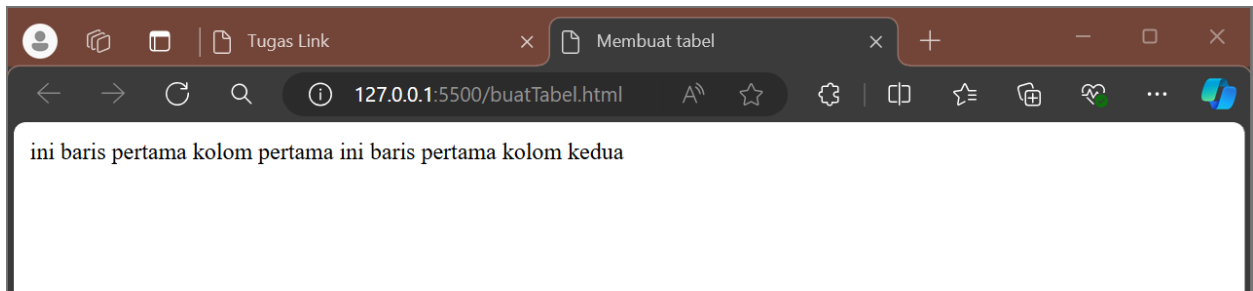 Tugas Link Membuat tabel
127.0.0.1:5500/buatTabel.html
ini baris pertama kolom pertama ini baris pertama kolom kedua